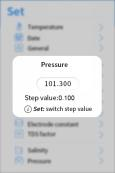 Set
Temperature
Date
General
Pressure
101.300
Step value:0.100
Set: switch step value
Electrode constant
TDS factor
Salinity
Pressure